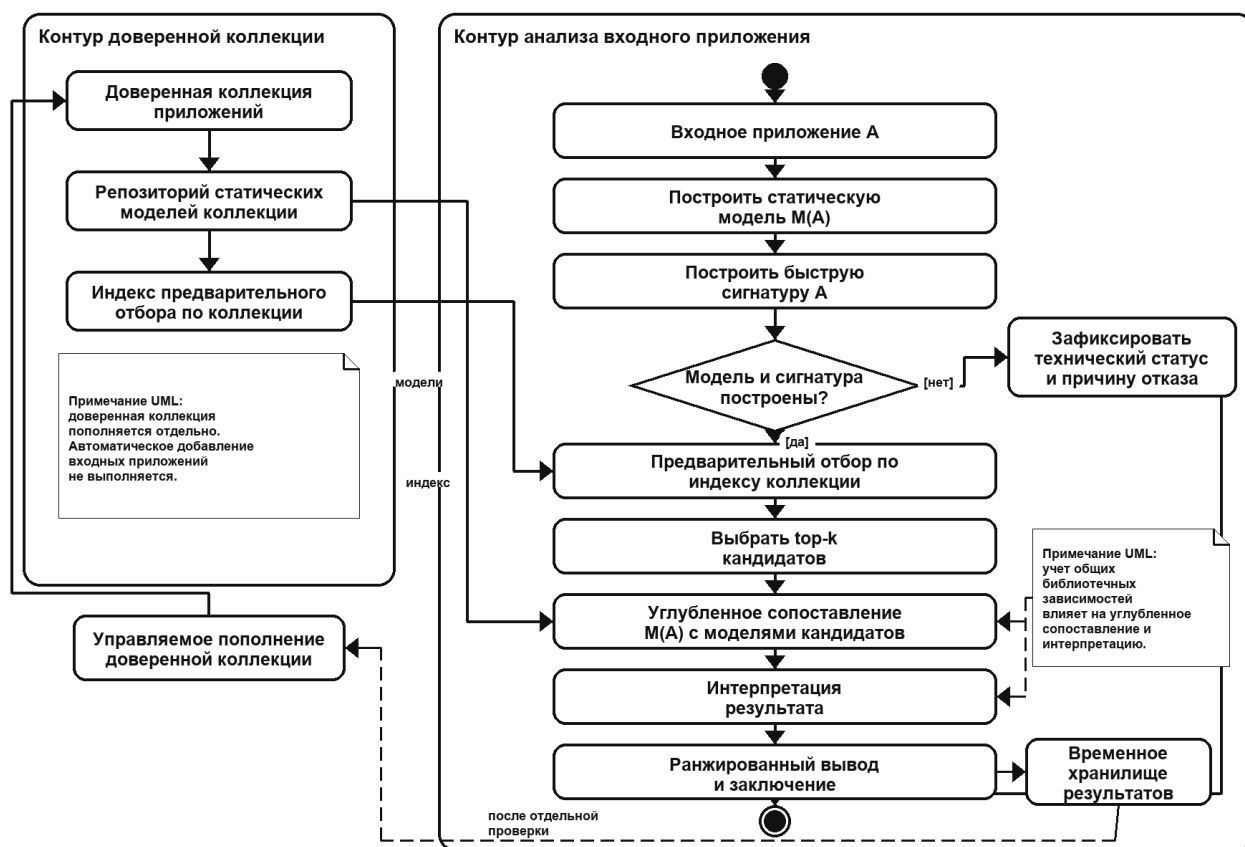 Контур доверенной коллекции
Доверенная коллекция
приложений
Репозиторий статических
моделей коллекции
Индекс предварительного
отбора по коллекции
Примечание UML:
доверенная коллекция
пополняется отдельно.
Автоматическое добавление
входных приложений
не выполняется.
Управляемое пополнение
доверенной коллекции
модели
индекс
Контур анализа входного приложения
Входное приложение A
Построить статическую
модель M(A)
Построить быструю
сигнатуру A
Модель и сигнатура
построены?
[нет]
Зафиксировать
технический статус
и причину отказа
[да]
Предварительный отбор по
индексу коллекции
Выбрать top-k
кандидатов
Углубленное сопоставление
M(A) с моделями кандидатов
Примечание UML:
учет общих
библиотечных
зависимостей
влияет на углубленное
сопоставление и
интерпретацию.
Интерпретация
результата
Ранжированный вывод
и заключение
Временное
хранилище
результатов
после отдельной
проверки